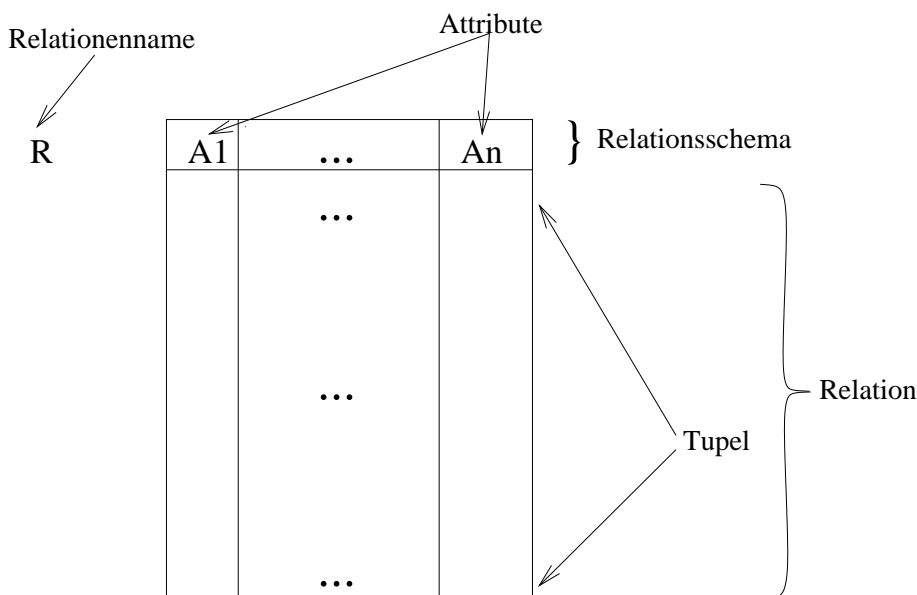 Relationenname
Attribute
R
A1 ... An
} Relationsschema
...
...
Relation
Tupel
...